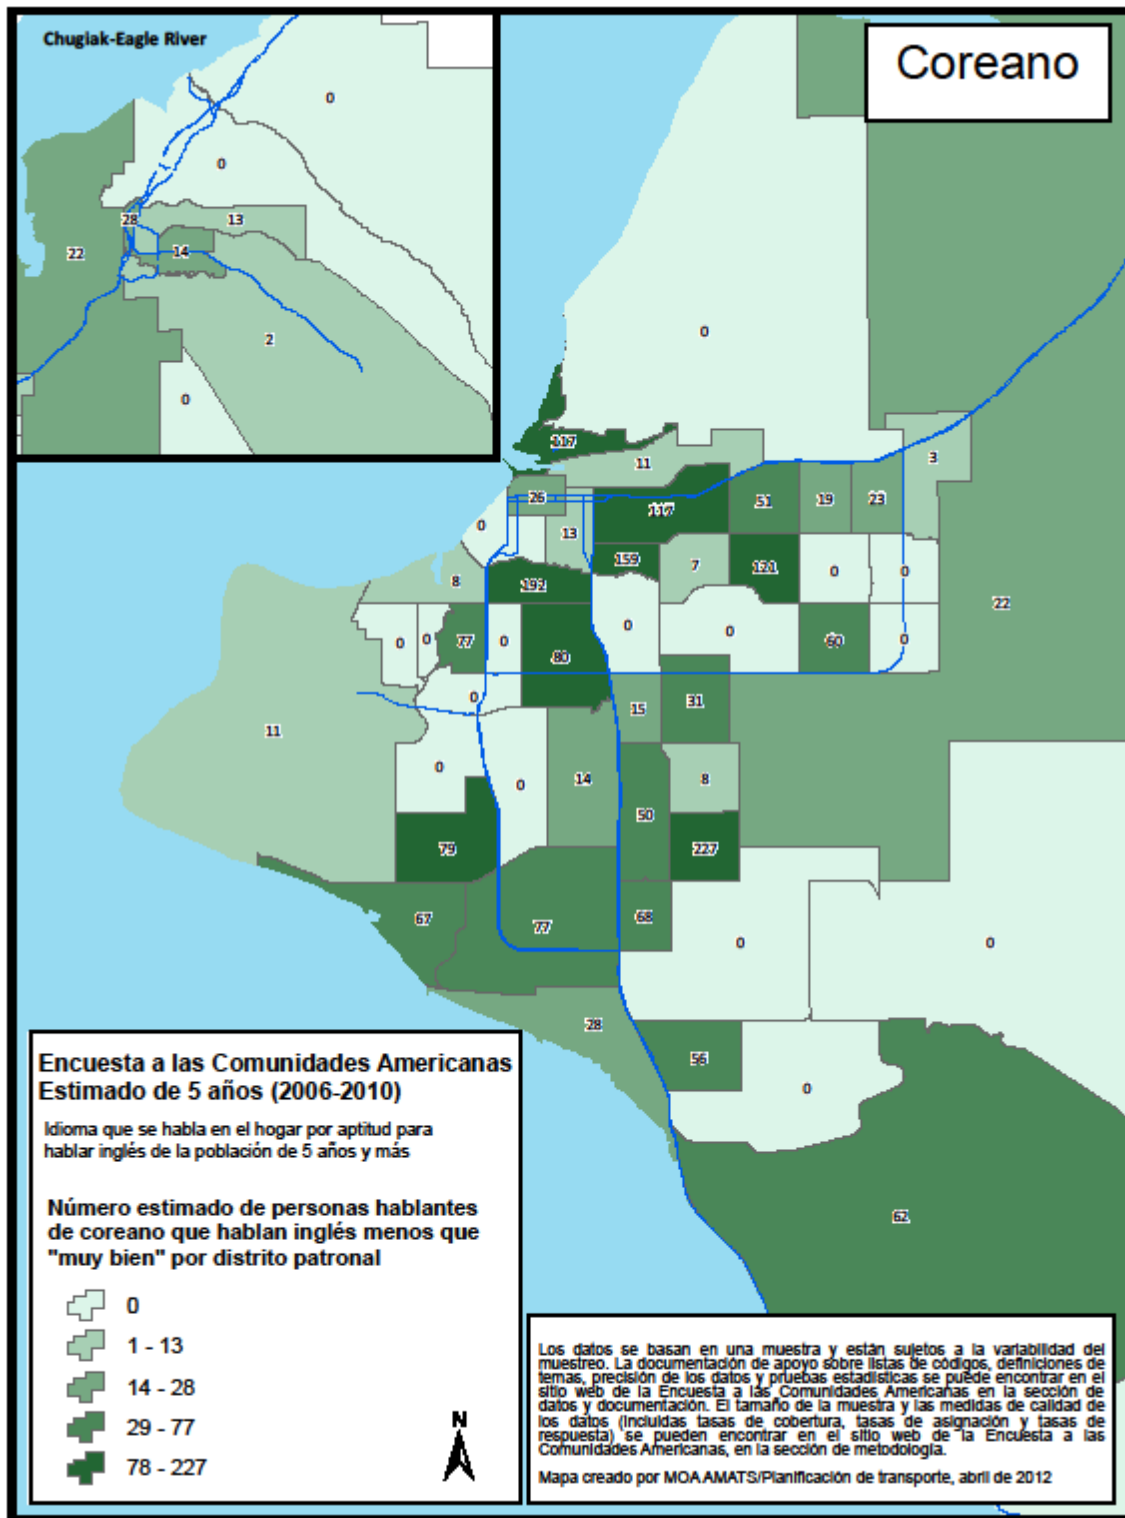 Chugiak-Eagle River
Coreano
0
0
28
13
22
14
2
0
0
117
11
3
26
117
51
19
23
0
13
159
7
121
0
0
8
192
22
0
0
77
0
80
0
0
60
0
0
15
31
11
0
0
14
8
50
79
227
67
77
68
0
0
28
56
0
62
Encuesta a las Comunidades Americanas
Estimado de 5 años (2006-2010)
Idioma que se habla en el hogar por aptitud para
hablar inglés de la población de 5 años y más
Número estimado de personas hablantes
de coreano que hablan inglés menos que
"muy bien" por distrito patronal
0
1 - 13
14 - 28
29 - 77
78 - 227
N
Los datos se basan en una muestra y están sujetos a la variabilidad del
muestreo. La documentación de apoyo sobre listas de códigos, definiciones de
temas, precisión de los datos y pruebas estadísticas se puede encontrar en el
sitio web de la Encuesta a las Comunidades Americanas en la sección de
datos y documentación. El tamaño de la muestra y las medidas de calidad de
los datos (incluidas tasas de cobertura, tasas de asignación y tasas de
respuesta) se pueden encontrar en el sitio web de la Encuesta a las
Comunidades Americanas, en la sección de metodología.
Mapa creado por MOA AMATS/Planificación de transporte, abril de 2012